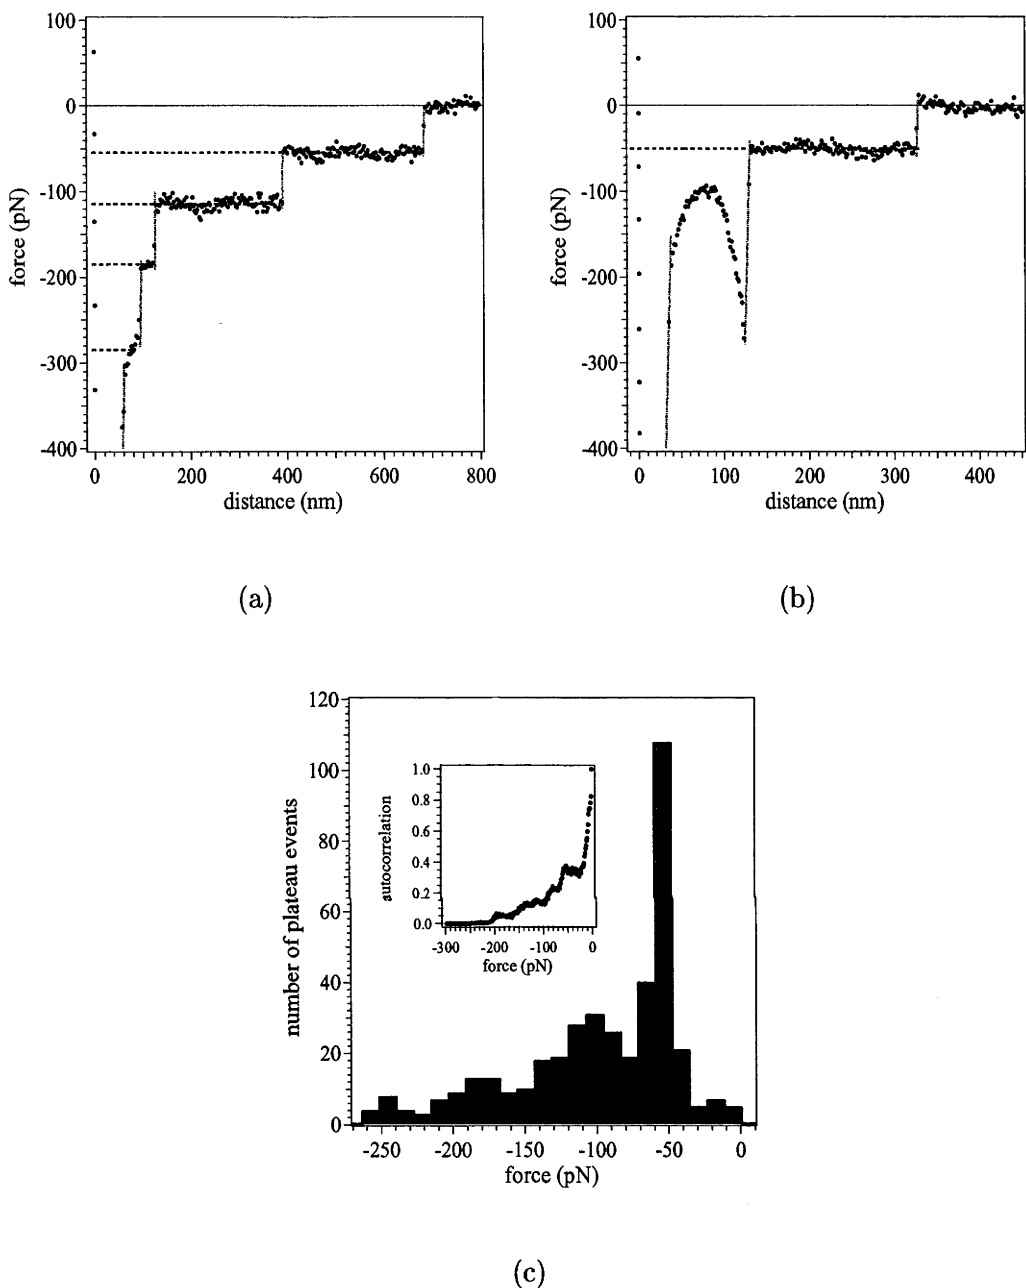 100
0
-100
-200
-300
-400
force (pN)
0 200 400 600 800
distance (nm)
(a)
100
0
-100
-200
-300
-400
force (pN)
0 100 200 300 400
distance (nm)
(b)
120
100
80
60
40
20
0
number of plateau events
1.0
0.8
0.6
0.4
0.2
0.0
autocorrelation
-300 -200 -100 0
force (pN)
-250 -200 -150 -100 -50 0
force (pN)
(c)